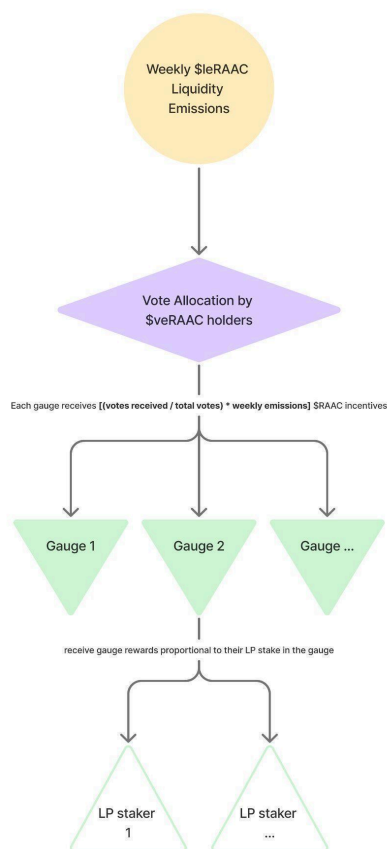 Weekly $leRAAC
Liquidity
Emissions
Vote Allocation by
$veRAAC holders
Each gauge receives [(votes received / total votes) * weekly emissions] $RAAC incentives
Gauge 1
Gauge 2
Gauge ...
receive gauge rewards proportional to their LP stake in the gauge
LP staker
1
LP staker
...